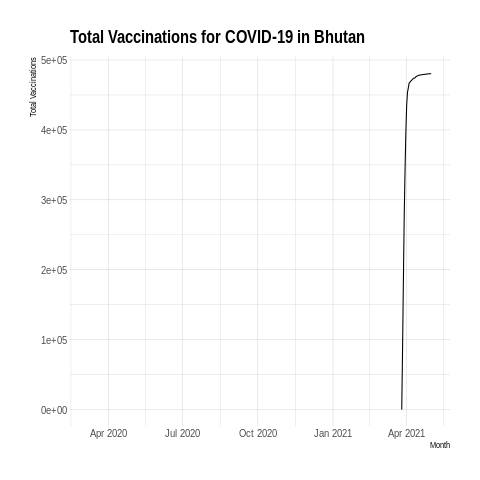 Total Vaccinations for COVID-19 in Bhutan
Total Vaccinations
5e+05
4e+05
3e+05
2e+05
1e+05
0e+00
Apr 2020 Jul 2020 Oct 2020 Jan 2021 Apr 2021
Month